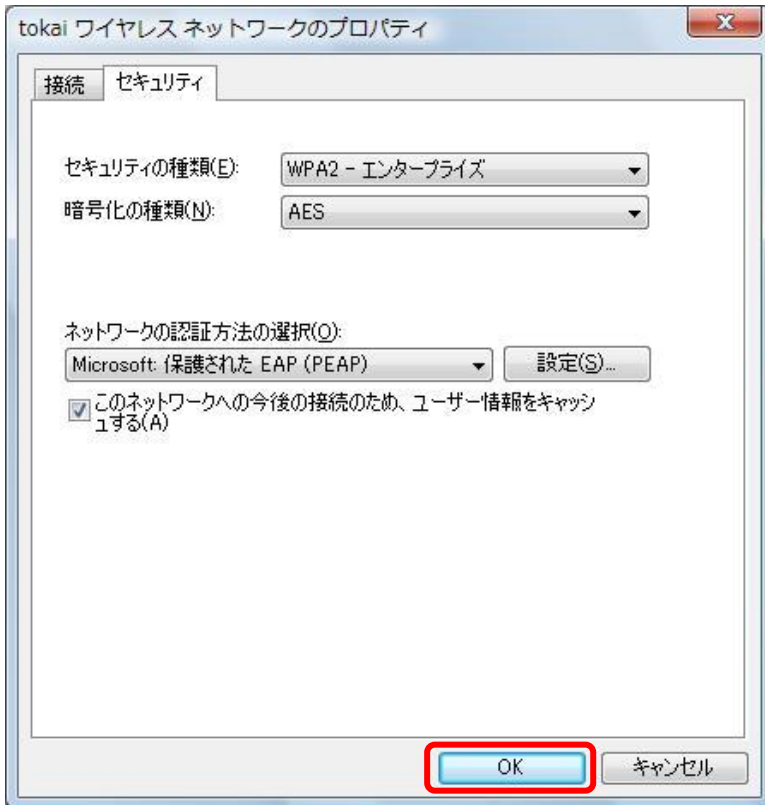 tokai ワイヤレス ネットワークのプロパティ
接続 セキュリティ
セキュリティの種類(E): WPA2 - エンタープライズ
暗号化の種類(N): AES
ネットワークの認証方法の選択(O):
Microsoft: 保護された EAP (PEAP) 設定(S)...
このネットワークへの今後の接続のため、ユーザー情報をキャッシ
ュする(A)
OK キャンセル